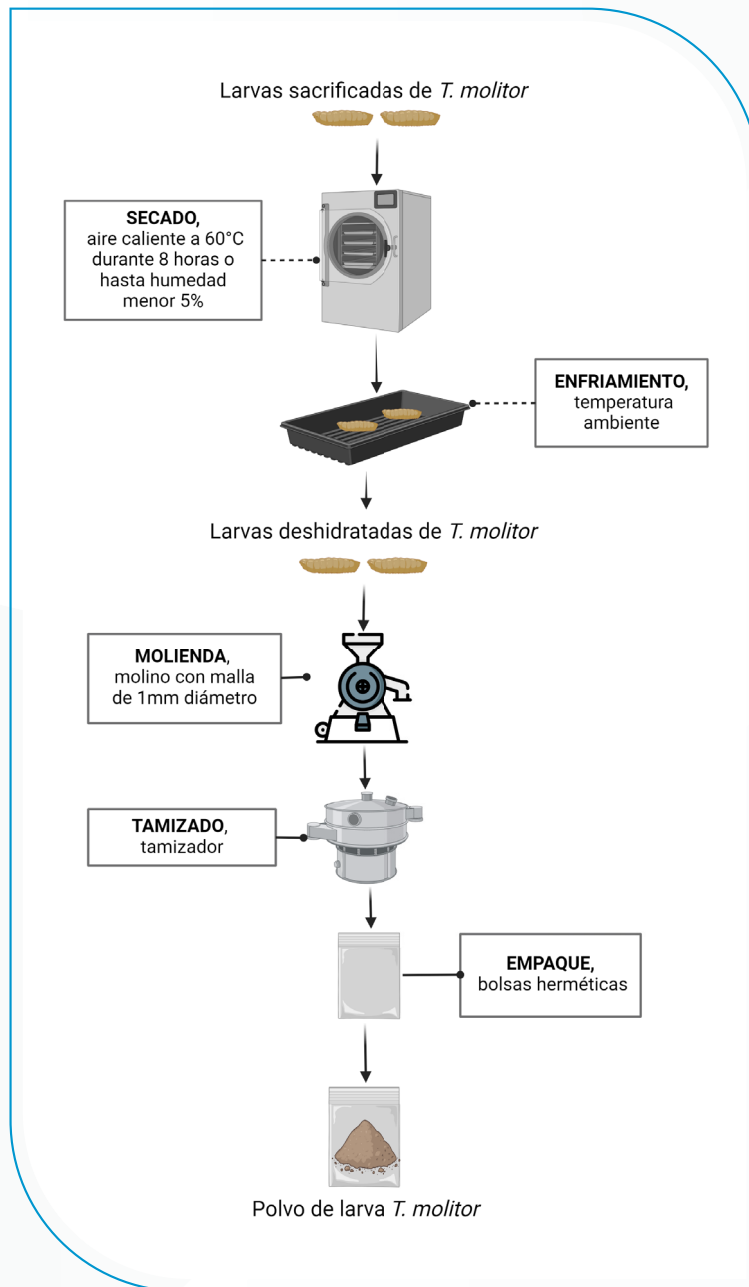 Larvas sacrificadas de T. molitor
SECADO,
aire caliente a 60°C
durante 8 horas o
hasta humedad
menor 5%
ENFRIAMIENTO,
temperatura
ambiente
Larvas deshidratadas de T. molitor
MOLIENDA,
molino con malla
de 1mm diámetro
TAMIZADO,
tamizador
EMPAQUE,
bolsas herméticas
Polvo de larva T. molitor